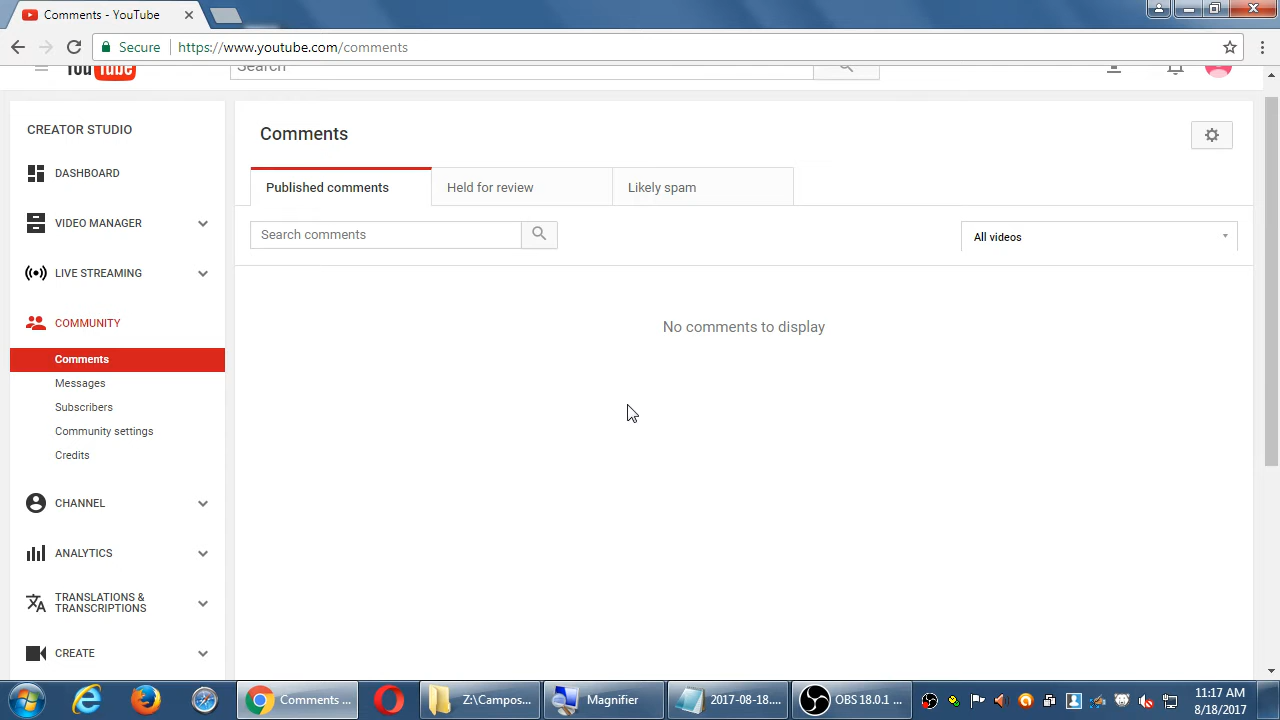 Comments - YouTube
Secure
https://www.youtube.com/comments
YouTube
Search
CREATOR STUDIO
DASHBOARD
VIDEO MANAGER
LIVE STREAMING
COMMUNITY
Comments
Messages
Subscribers
Community settings
Credits
CHANNEL
ANALYTICS
TRANSLATIONS &
TRANSCRIPTIONS
CREATE
Comments
Published comments
Held for review
Likely spam
Search comments
All videos
No comments to display
Comments ...
Z:\Campos...
Magnifier
2017-08-18....
OBS 18.0.1 ...
11:17 AM
8/18/2017